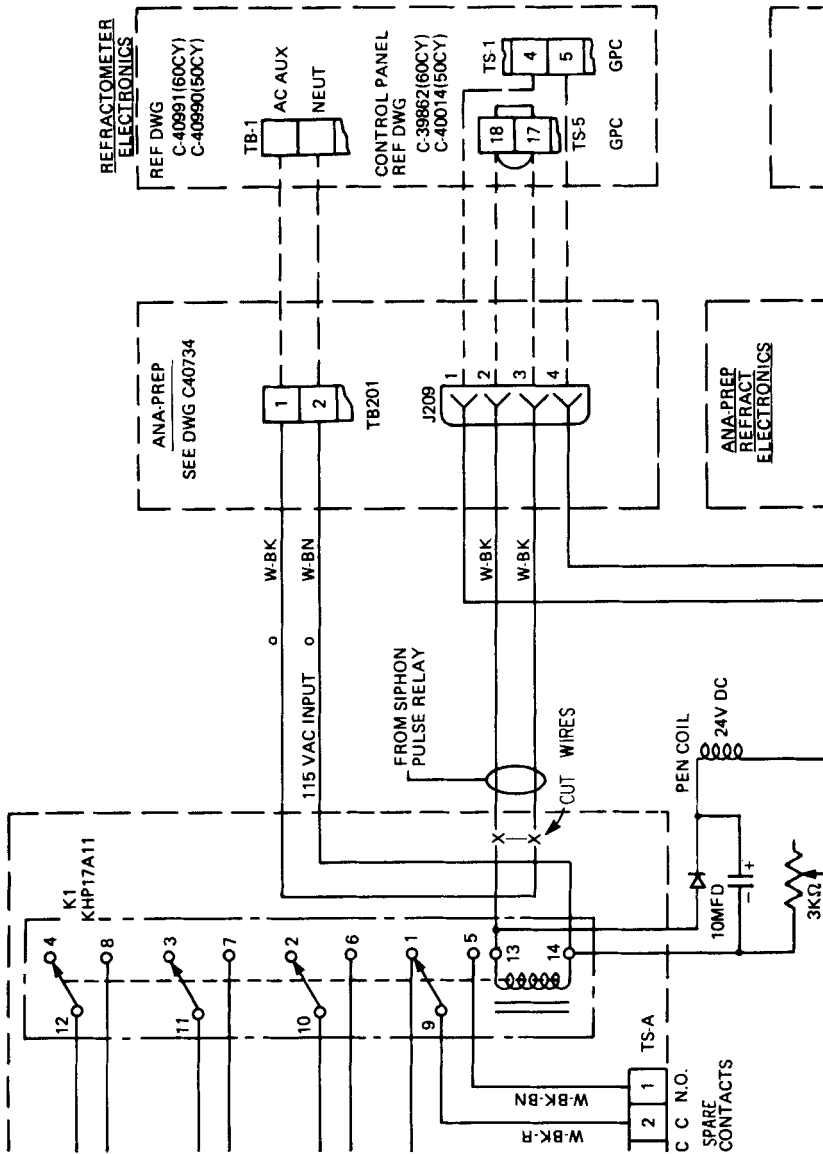 REFRACTOMETER
ELECTRONICS
REF DWG
C-40991(60CY)
C-40990(50CY)
TB-1
AC AUX
NEUT
CONTROL PANEL
REF DWG
C-39862(60CY)
C-40014(50CY)
TS-1
4
5
GPC
18
17
TS-5
GPC
ANA-PREP
SEE DWG C40734
1
2
TB201
J209
1
2
3
4
ANA-PREP
REFRACT
ELECTRONICS
W-BK
W-BN
115 VAC INPUT
W-BK
W-BK
FROM SIPHON
PULSE RELAY
CUT WIRES
PEN COIL
24V DC
K1
KHP17A11
4
12
8
3
11
7
2
10
6
1
9
5
13
14
10MFD
- +
3KΩ
W-BK-BN
W-BK-R
TS-A
1
2
N.O.
C
C
SPARE
CONTACTS